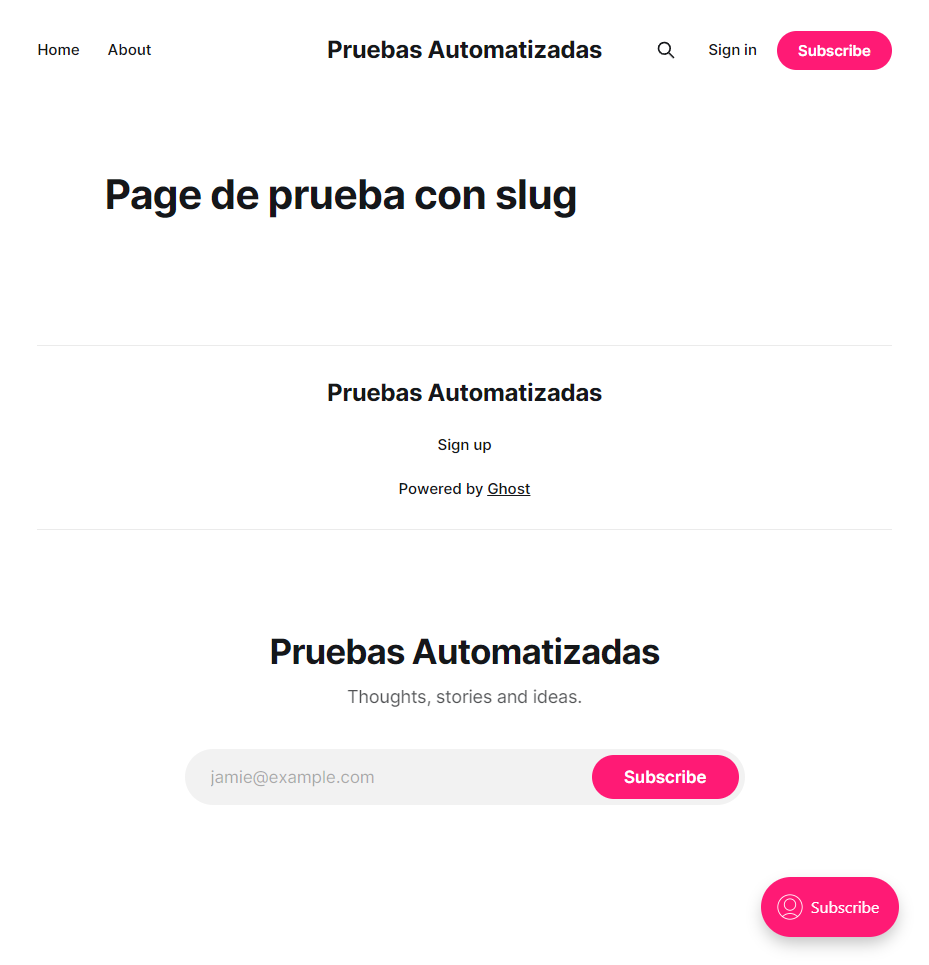 Home About Pruebas Automatizadas Sign in Subscribe
Page de prueba con slug
Pruebas Automatizadas
Sign up
Powered by Ghost
Pruebas Automatizadas
Thoughts, stories and ideas.
jamie@example.com Subscribe
Subscribe